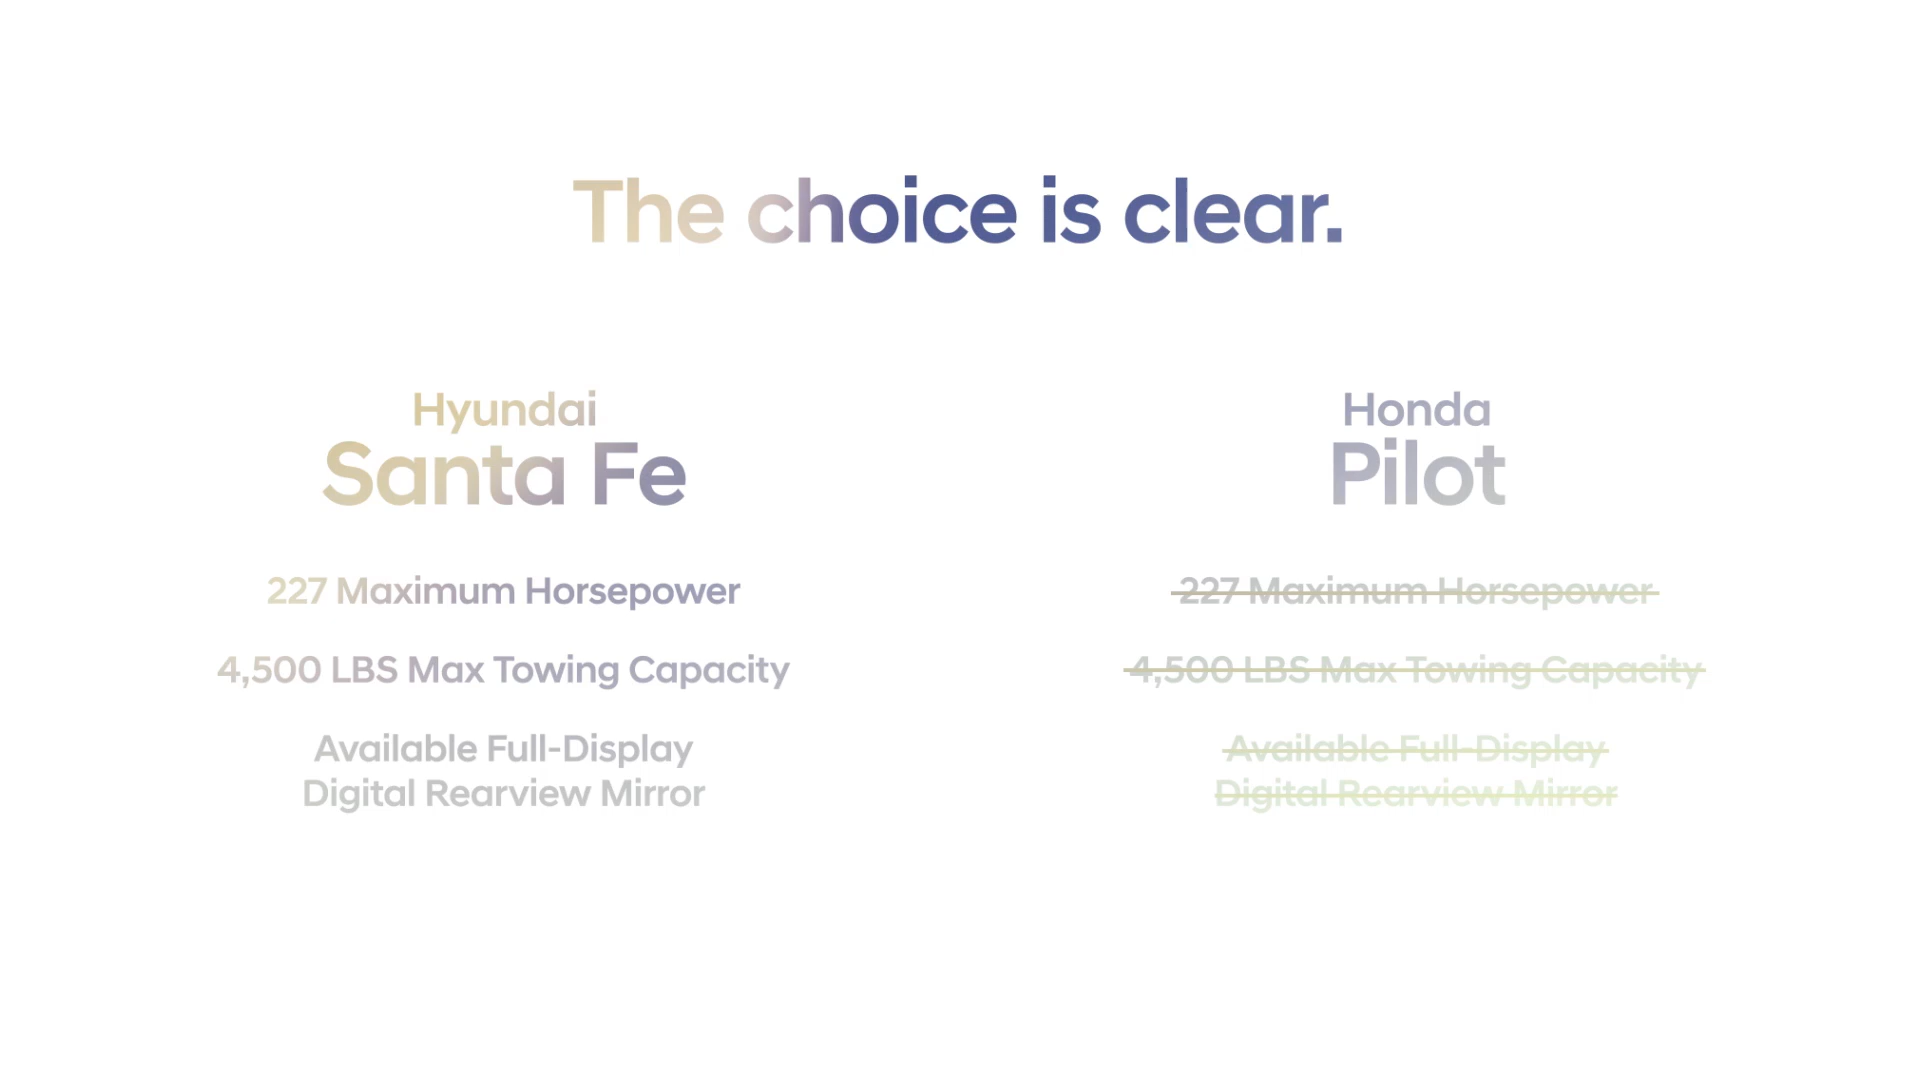 The choice is clear.
Hyundai
Santa Fe
227 Maximum Horsepower
4,500 LBS Max Towing Capacity
Available Full-Display
Digital Rearview Mirror
Honda
Pilot
227 Maximum Horsepower
4,500 LBS Max Towing Capacity
Available Full-Display
Digital Rearview Mirror